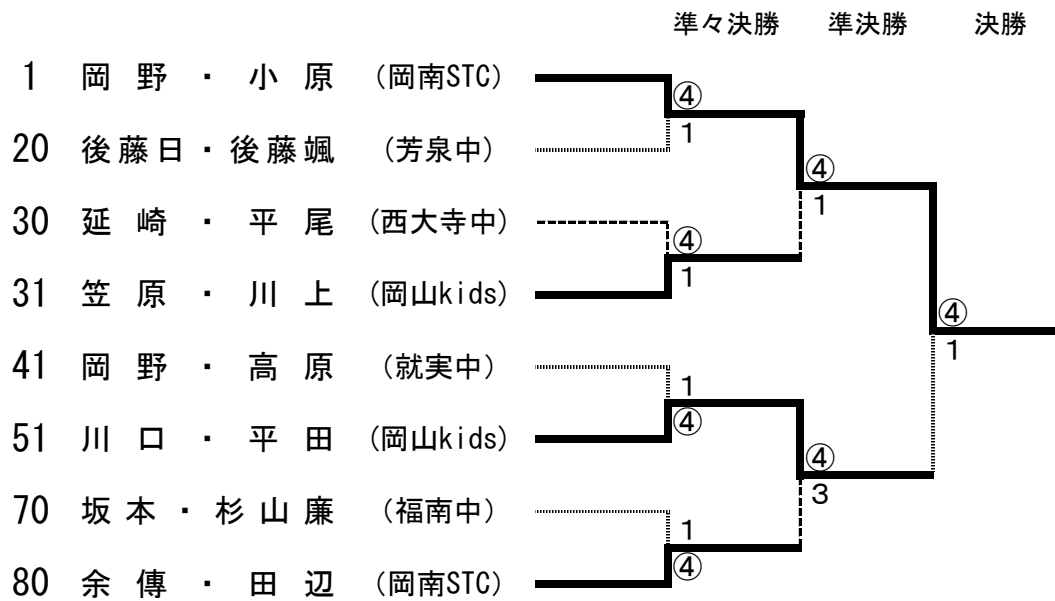 準々決勝 準決勝 決勝
1 岡野・小原 (岡南STC)
④
1
20 後藤日・後藤颯 (芳泉中)
④
1
30 延崎・平尾 (西大寺中)
④
1
31 笠原・川上 (岡山kids)
④
1
41 岡野・高原 (就実中)
1
④
51 川口・平田 (岡山kids)
④
3
70 坂本・杉山廉 (福南中)
1
④
80 余傳・田辺 (岡南STC)